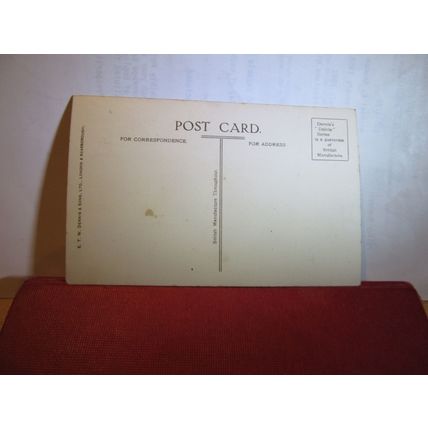 POST CARD.
FOR CORRESPONDENCE.
FOR ADDRESS
Dennis's
"Dainty"
Series
is a guarantee
of
British
Manufacture.
British Manufacture Throughout.
E. T. W. DENNIS & SONS, LTD., LONDON & SCARBOROUGH.